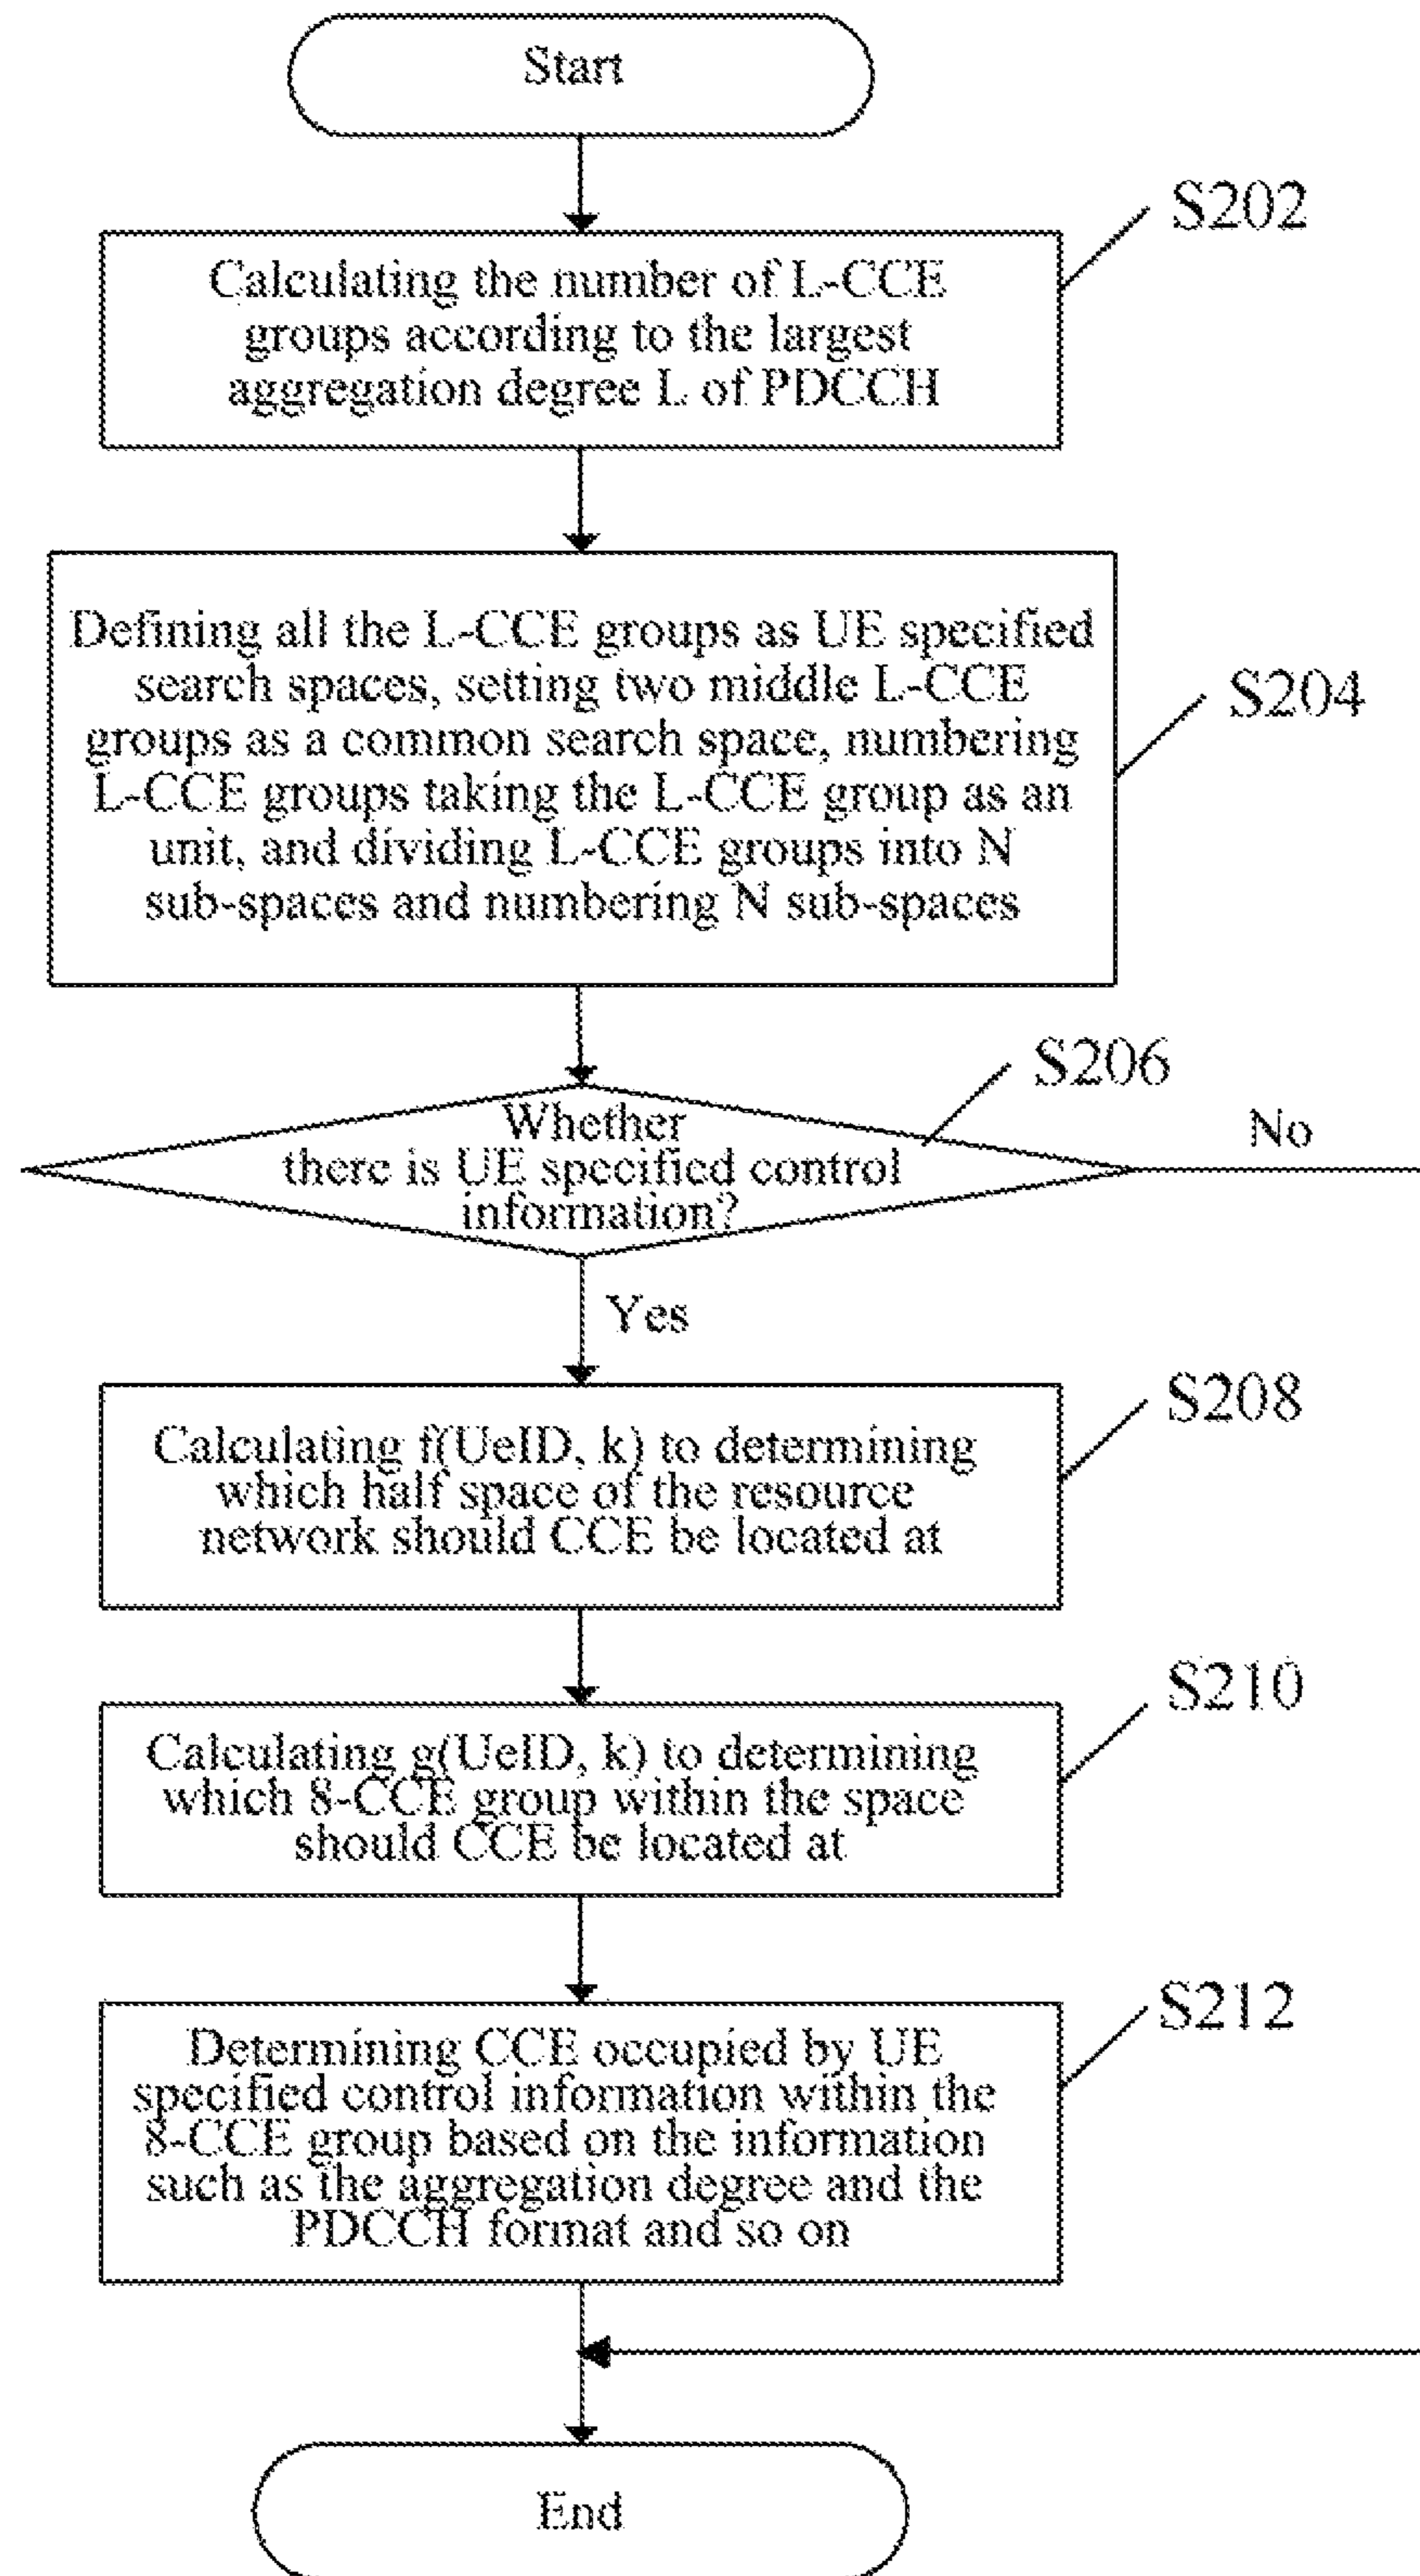 Start
S202
Calculating the number of L-CCE
groups according to the largest
aggregation degree L of PDCCH
Defining all the L-CCE groups as UE specified
search spaces, setting two middle L-CCE
groups as a common search space, numbering
L-CCE groups taking the L-CCE group as an
unit, and dividing L-CCE groups into N
sub-spaces and numbering N sub-spaces
S204
S206
Whether
there is UE specified control
information?
No
Yes
S208
Calculating f(UeID, k) to determining
which half space of the resource
network should CCE be located at
S210
Calculating g(UeID, k) to determining
which 8-CCE group within the space
should CCE be located at
S212
Determining CCE occupied by UE
specified control information within the
8-CCE group based on the information
such as the aggregation degree and the
PDCCH format and so on
End